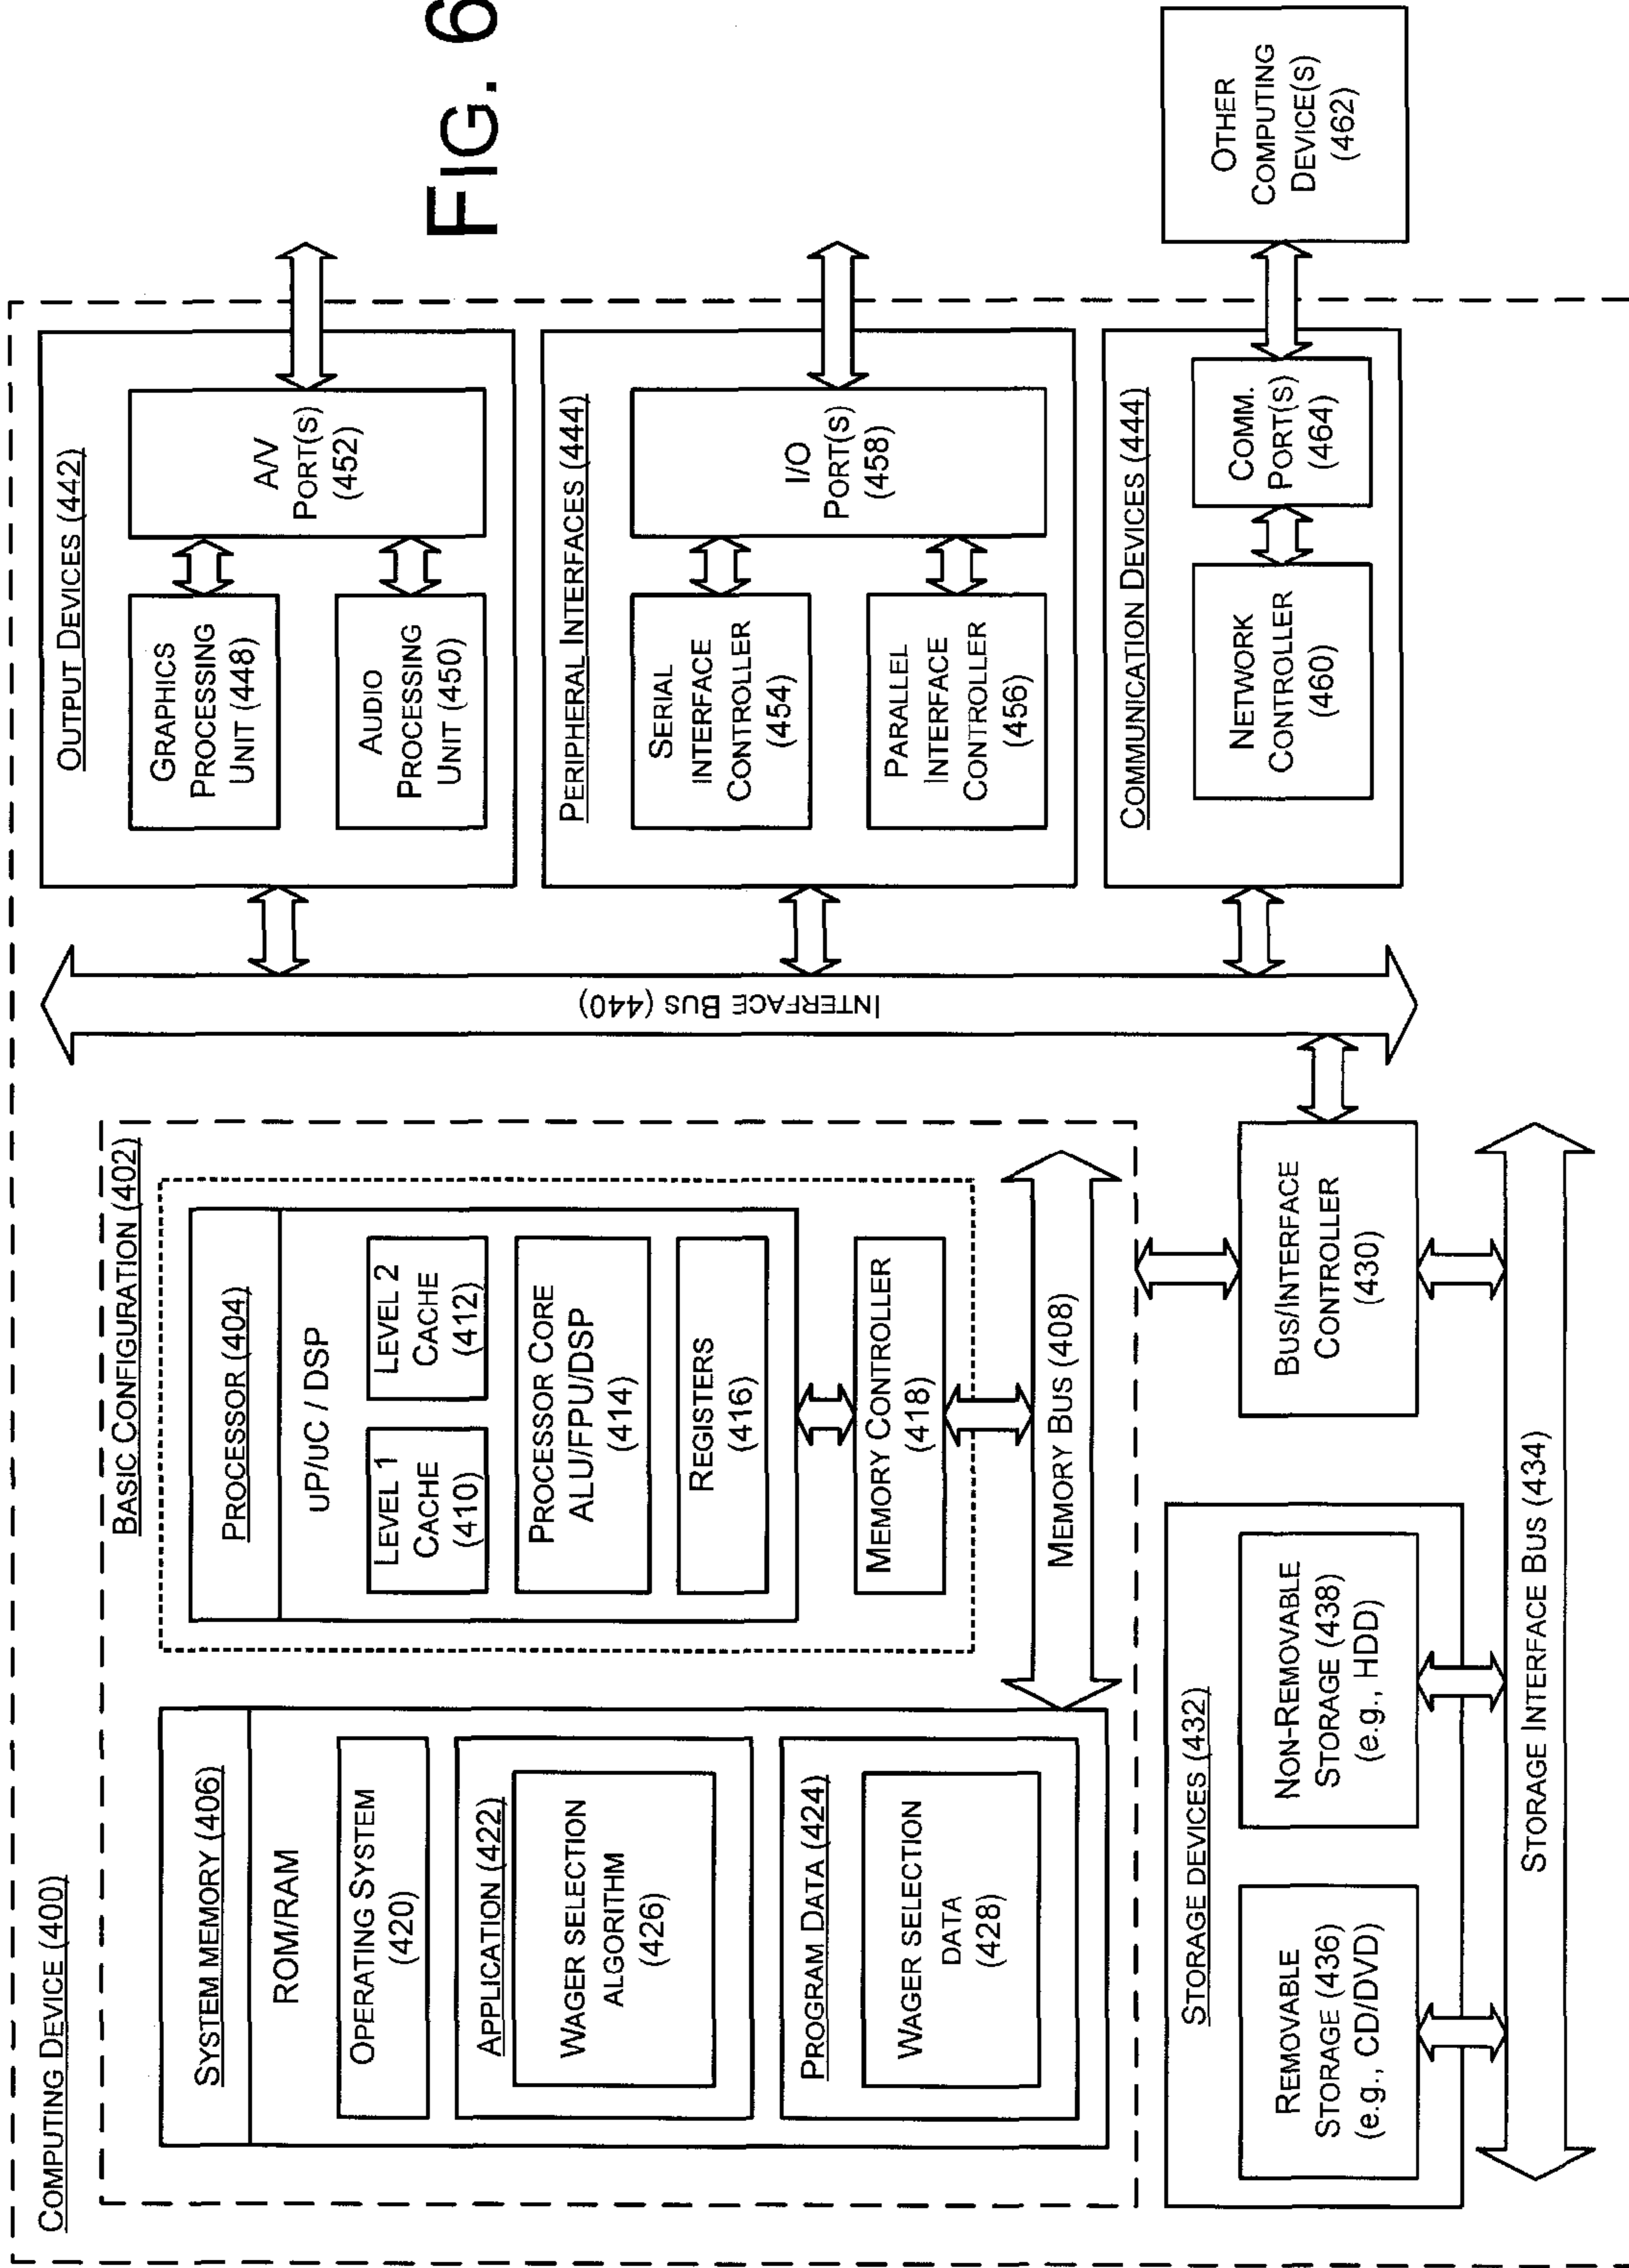 COMPUTING DEVICE (400)
BASIC CONFIGURATION (402)
SYSTEM MEMORY (406)
ROM/RAM
OPERATING SYSTEM
(420)
APPLICATION (422)
WAGER SELECTION
ALGORITHM
(426)
PROGRAM DATA (424)
WAGER SELECTION
DATA
(428)
PROCESSOR (404)
uP/uC / DSP
LEVEL 1
CACHE
(410)
LEVEL 2
CACHE
(412)
PROCESSOR CORE
ALU/FPU/DSP
(414)
REGISTERS
(416)
MEMORY CONTROLLER
(418)
MEMORY BUS (408)
BUS/INTERFACE
CONTROLLER
(430)
STORAGE DEVICES (432)
REMOVABLE
STORAGE (436)
(e.g., CD/DVD)
NON-REMOVABLE
STORAGE (438)
(e.g., HDD)
STORAGE INTERFACE BUS (434)
INTERFACE BUS (440)
OUTPUT DEVICES (442)
GRAPHICS
PROCESSING
UNIT (448)
AUDIO
PROCESSING
UNIT (450)
A/V
PORT(S)
(452)
PERIPHERAL INTERFACES (444)
SERIAL
INTERFACE
CONTROLLER
(454)
PARALLEL
INTERFACE
CONTROLLER
(456)
I/O
PORT(S)
(458)
COMMUNICATION DEVICES (444)
NETWORK
CONTROLLER
(460)
COMM.
PORT(S)
(464)
OTHER
COMPUTING
DEVICE(S)
(462)
FIG. 6